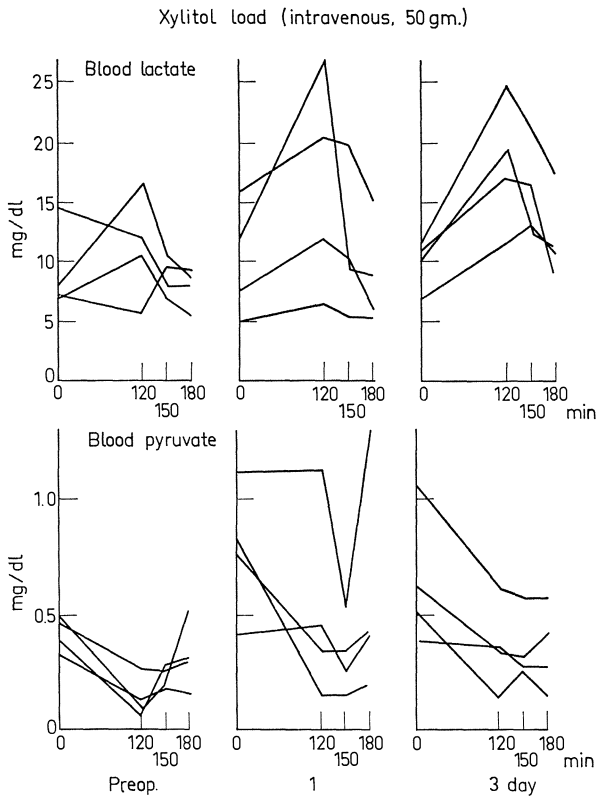 Xylitol load (intravenous, 50 gm.)
Blood lactate
mg/dl
25
20
15
10
5
0
0 120 180 0 120 180 0 120 180
150 150 150 min
Blood pyruvate
mg/dl
1.0
0.5
0
0 120 180 0 120 180 0 120 180
150 150 150 min
Preop. 1 3 day